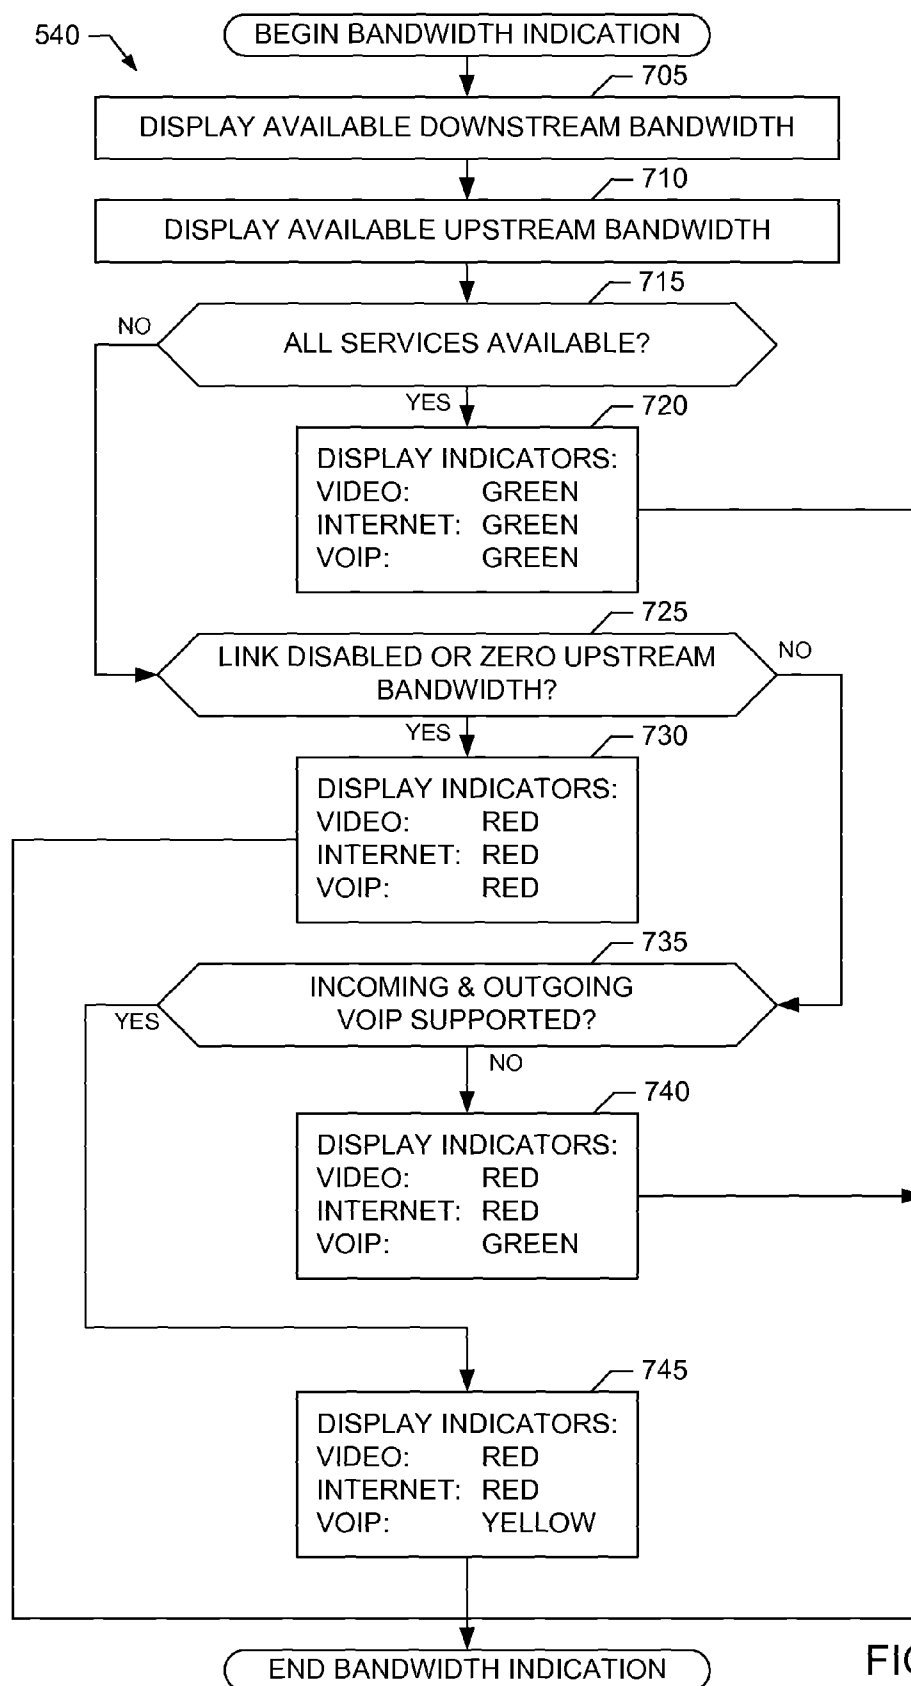 540
BEGIN BANDWIDTH INDICATION
705
DISPLAY AVAILABLE DOWNSTREAM BANDWIDTH
710
DISPLAY AVAILABLE UPSTREAM BANDWIDTH
715
NO
ALL SERVICES AVAILABLE?
YES
720
DISPLAY INDICATORS:
VIDEO: GREEN
INTERNET: GREEN
VOIP: GREEN
725
LINK DISABLED OR ZERO UPSTREAM
BANDWIDTH?
NO
YES
730
DISPLAY INDICATORS:
VIDEO: RED
INTERNET: RED
VOIP: RED
735
INCOMING & OUTGOING
VOIP SUPPORTED?
YES
NO
740
DISPLAY INDICATORS:
VIDEO: RED
INTERNET: RED
VOIP: GREEN
745
DISPLAY INDICATORS:
VIDEO: RED
INTERNET: RED
VOIP: YELLOW
END BANDWIDTH INDICATION